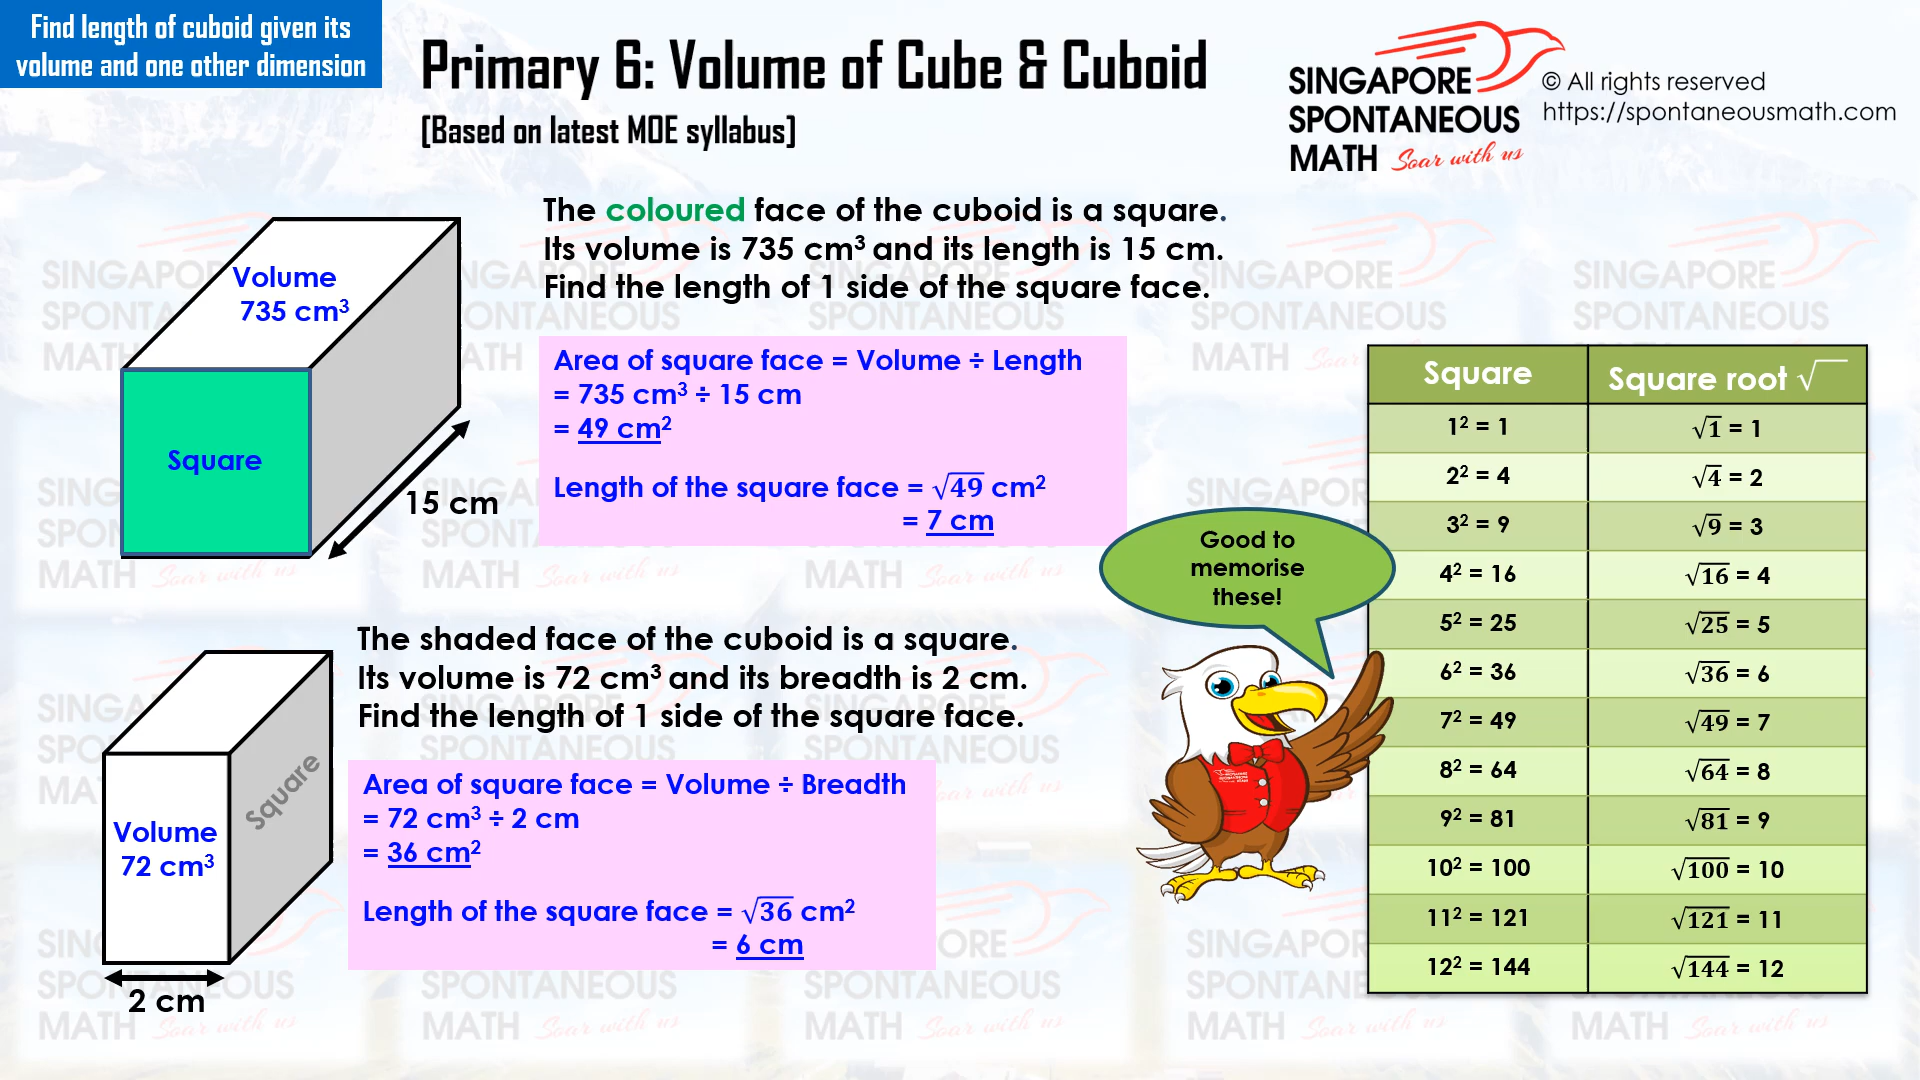 Find length of cuboid given its
volume and one other dimension
Primary 6: Volume of Cube & Cuboid
[Based on latest MOE syllabus]
SINGAPORE
SPONTANEOUS
MATH Soar with us
© All rights reserved
https://spontaneousmath.com
The coloured face of the cuboid is a square.
Its volume is 735 cm³ and its length is 15 cm.
Find the length of 1 side of the square face.
Volume
735 cm³
Square
15 cm
Area of square face = Volume ÷ Length
= 735 cm³ ÷ 15 cm
= 49 cm²
Length of the square face = √49 cm²
= 7 cm
The shaded face of the cuboid is a square.
Its volume is 72 cm³ and its breadth is 2 cm.
Find the length of 1 side of the square face.
Volume
72 cm³
Square
2 cm
Area of square face = Volume ÷ Breadth
= 72 cm³ ÷ 2 cm
= 36 cm²
Length of the square face = √36 cm²
= 6 cm
Good to
memorise
these!
Square Square root √
1² = 1 √1 = 1
2² = 4 √4 = 2
3² = 9 √9 = 3
4² = 16 √16 = 4
5² = 25 √25 = 5
6² = 36 √36 = 6
7² = 49 √49 = 7
8² = 64 √64 = 8
9² = 81 √81 = 9
10² = 100 √100 = 10
11² = 121 √121 = 11
12² = 144 √144 = 12